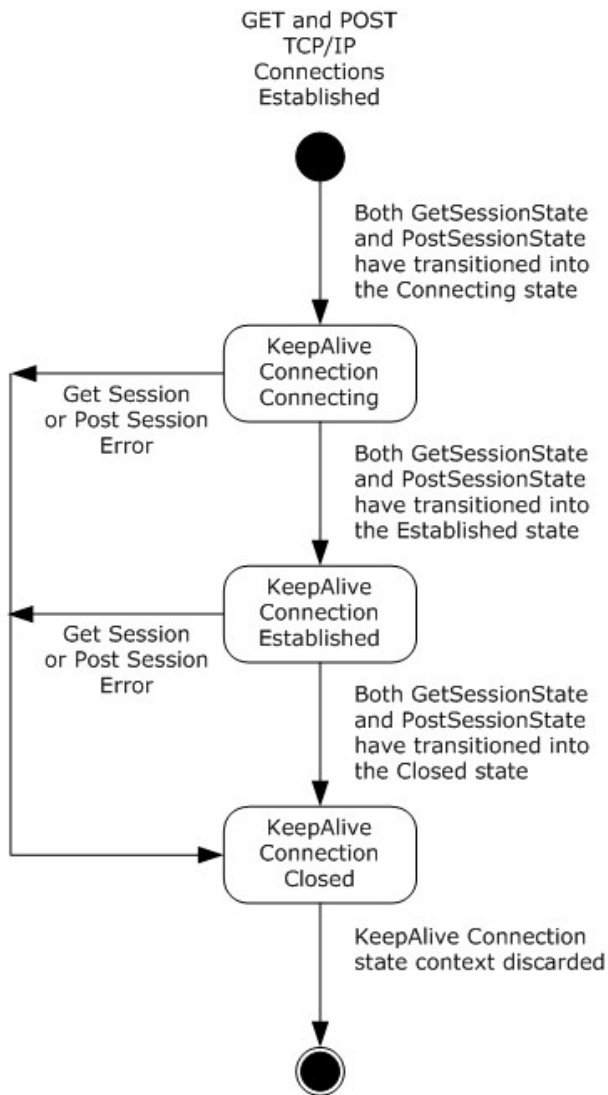 GET and POST
TCP/IP
Connections
Established
Both GetSessionState
and PostSessionState
have transitioned into
the Connecting state
KeepAlive
Connection
Connecting
Get Session
or Post Session
Error
Both GetSessionState
and PostSessionState
have transitioned into
the Established state
KeepAlive
Connection
Established
Get Session
or Post Session
Error
Both GetSessionState
and PostSessionState
have transitioned into
the Closed state
KeepAlive
Connection
Closed
KeepAlive Connection
state context discarded